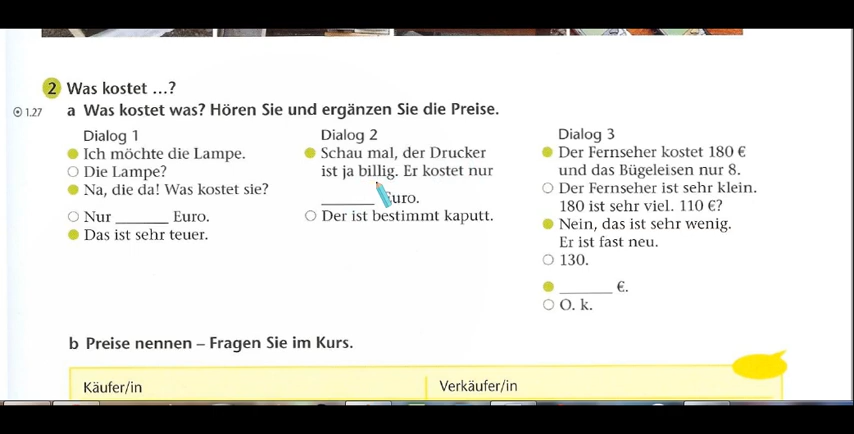 2 Was kostet ...?
1.27 a Was kostet was? Hören Sie und ergänzen Sie die Preise.
Dialog 1
Ich möchte die Lampe.
Die Lampe?
Na, die da! Was kostet sie?
Nur ______ Euro.
Das ist sehr teuer.
Dialog 2
Schau mal, der Drucker
ist ja billig. Er kostet nur
______ Euro.
Der ist bestimmt kaputt.
Dialog 3
Der Fernseher kostet 180 €
und das Bügeleisen nur 8.
Der Fernseher ist sehr klein.
180 ist sehr viel. 110 €?
Nein, das ist sehr wenig.
Er ist fast neu.
130.
______ €.
O. k.
b Preise nennen – Fragen Sie im Kurs.
Käufer/in
Verkäufer/in